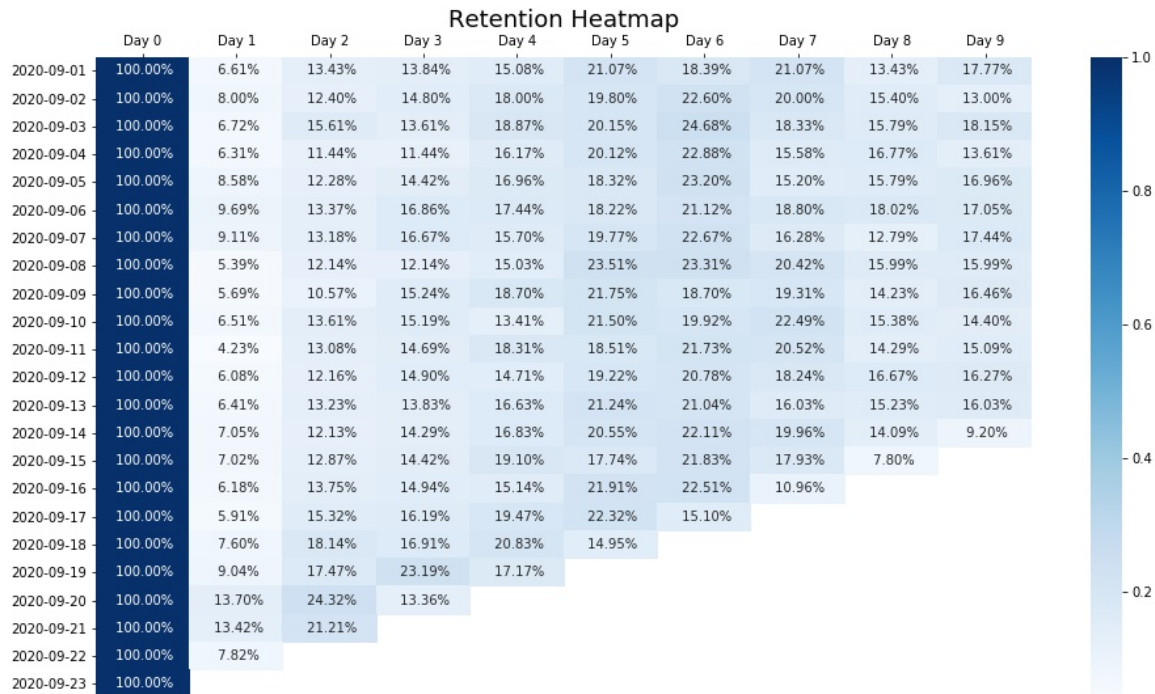 Retention Heatmap
Day 0 Day 1 Day 2 Day 3 Day 4 Day 5 Day 6 Day 7 Day 8 Day 9
2020-09-01 100.00% 6.61% 13.43% 13.84% 15.08% 21.07% 18.39% 21.07% 13.43% 17.77% 1.0
2020-09-02 100.00% 8.00% 12.40% 14.80% 18.00% 19.80% 22.60% 20.00% 15.40% 13.00%
2020-09-03 100.00% 6.72% 15.61% 13.61% 18.87% 20.15% 24.68% 18.33% 15.79% 18.15%
2020-09-04 100.00% 6.31% 11.44% 11.44% 16.17% 20.12% 22.88% 15.58% 16.77% 13.61%
2020-09-05 100.00% 8.58% 12.28% 14.42% 16.96% 18.32% 23.20% 15.20% 15.79% 16.96% 0.8
2020-09-06 100.00% 9.69% 13.37% 16.86% 17.44% 18.22% 21.12% 18.80% 18.02% 17.05%
2020-09-07 100.00% 9.11% 13.18% 16.67% 15.70% 19.77% 22.67% 16.28% 12.79% 17.44%
2020-09-08 100.00% 5.39% 12.14% 12.14% 15.03% 23.51% 23.31% 20.42% 15.99% 15.99%
2020-09-09 100.00% 5.69% 10.57% 15.24% 18.70% 21.75% 18.70% 19.31% 14.23% 16.46%
2020-09-10 100.00% 6.51% 13.61% 15.19% 13.41% 21.50% 19.92% 22.49% 15.38% 14.40% 0.6
2020-09-11 100.00% 4.23% 13.08% 14.69% 18.31% 18.51% 21.73% 20.52% 14.29% 15.09%
2020-09-12 100.00% 6.08% 12.16% 14.90% 14.71% 19.22% 20.78% 18.24% 16.67% 16.27%
2020-09-13 100.00% 6.41% 13.23% 13.83% 16.63% 21.24% 21.04% 16.03% 15.23% 16.03%
2020-09-14 100.00% 7.05% 12.13% 14.29% 16.83% 20.55% 22.11% 19.96% 14.09% 9.20%
2020-09-15 100.00% 7.02% 12.87% 14.42% 19.10% 17.74% 21.83% 17.93% 7.80% 0.4
2020-09-16 100.00% 6.18% 13.75% 14.94% 15.14% 21.91% 22.51% 10.96%
2020-09-17 100.00% 5.91% 15.32% 16.19% 19.47% 22.32% 15.10%
2020-09-18 100.00% 7.60% 18.14% 16.91% 20.83% 14.95%
2020-09-19 100.00% 9.04% 17.47% 23.19% 17.17%
2020-09-20 100.00% 13.70% 24.32% 13.36% 0.2
2020-09-21 100.00% 13.42% 21.21%
2020-09-22 100.00% 7.82%
2020-09-23 100.00%